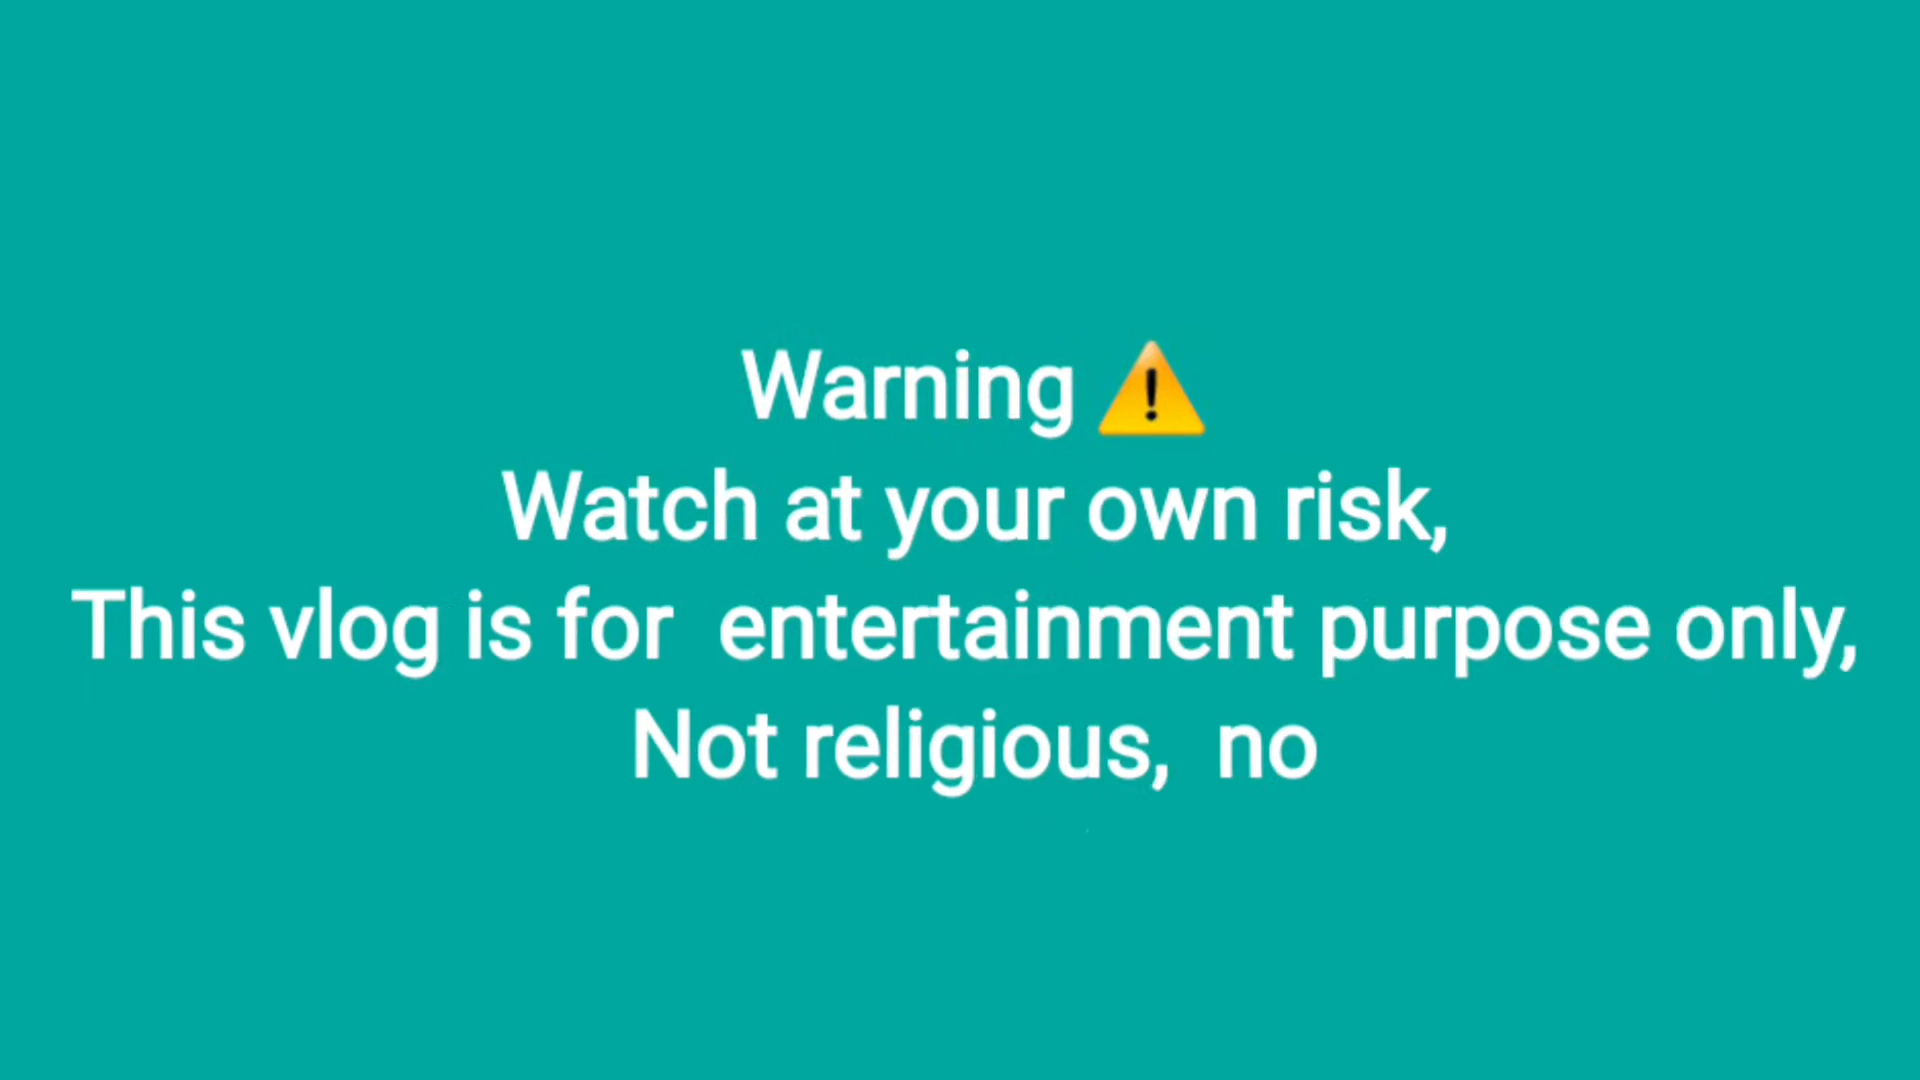 Warning ⚠️
Watch at your own risk,
This vlog is for  entertainment purpose only,
Not religious,  no